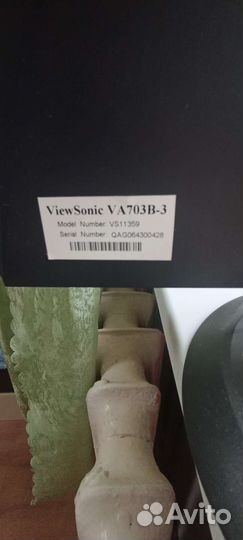 ViewSonic VA703B-3
Model Number: VS11359
Serial Number: QAG064300428
Avito